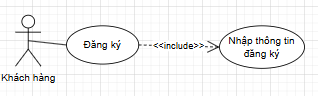 Đăng ký
<<include>>
Nhập thông tin
đăng ký
Khách hàng